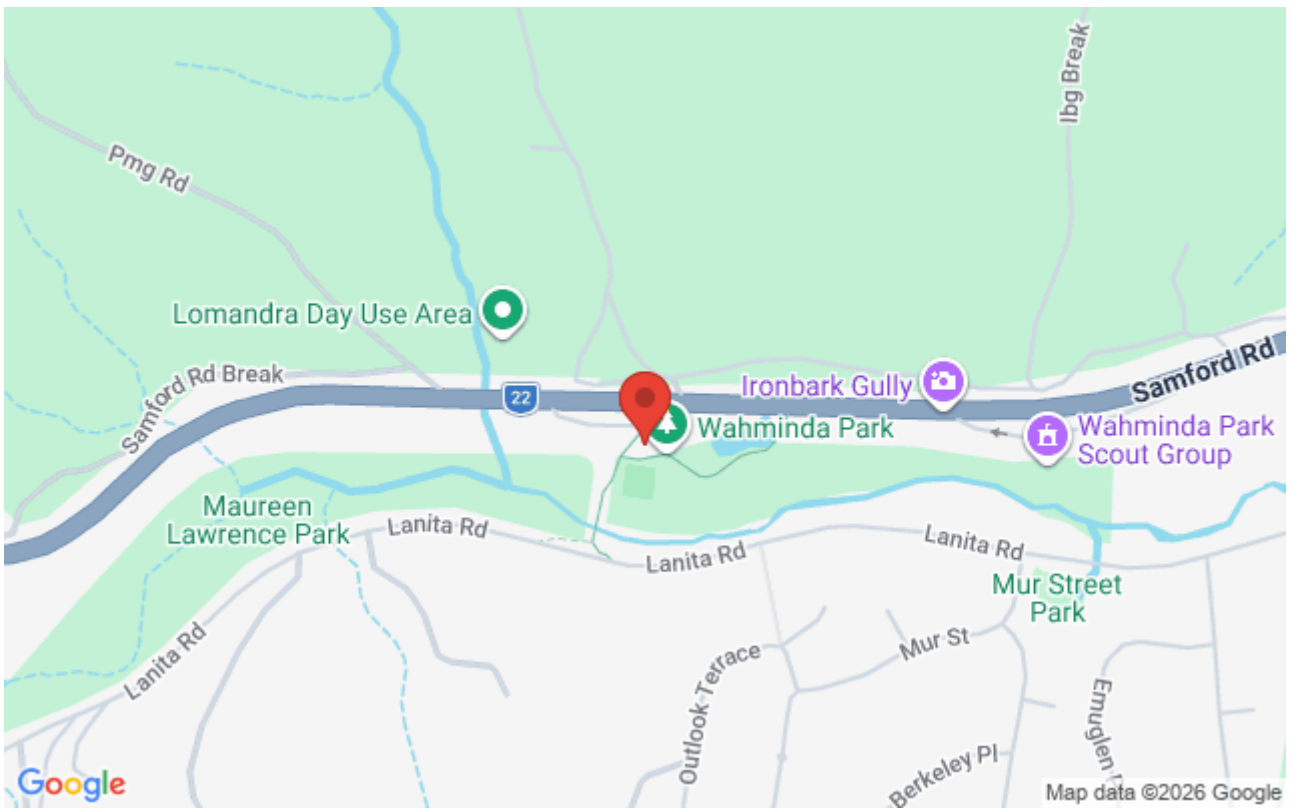 Ibg Break
Pmg Rd
Lomandra Day Use Area
Samford Rd
Samford Rd Break
22
Ironbark Gully
Wahminda Park
Wahminda Park
Scout Group
Maureen
Lawrence Park
Lanita Rd
Lanita Rd
Lanita Rd
Mur Street
Park
Lanita Rd
Mur St
Outlook Terrace
Emuglen
Berkeley Pl
Google
Map data ©2026 Google